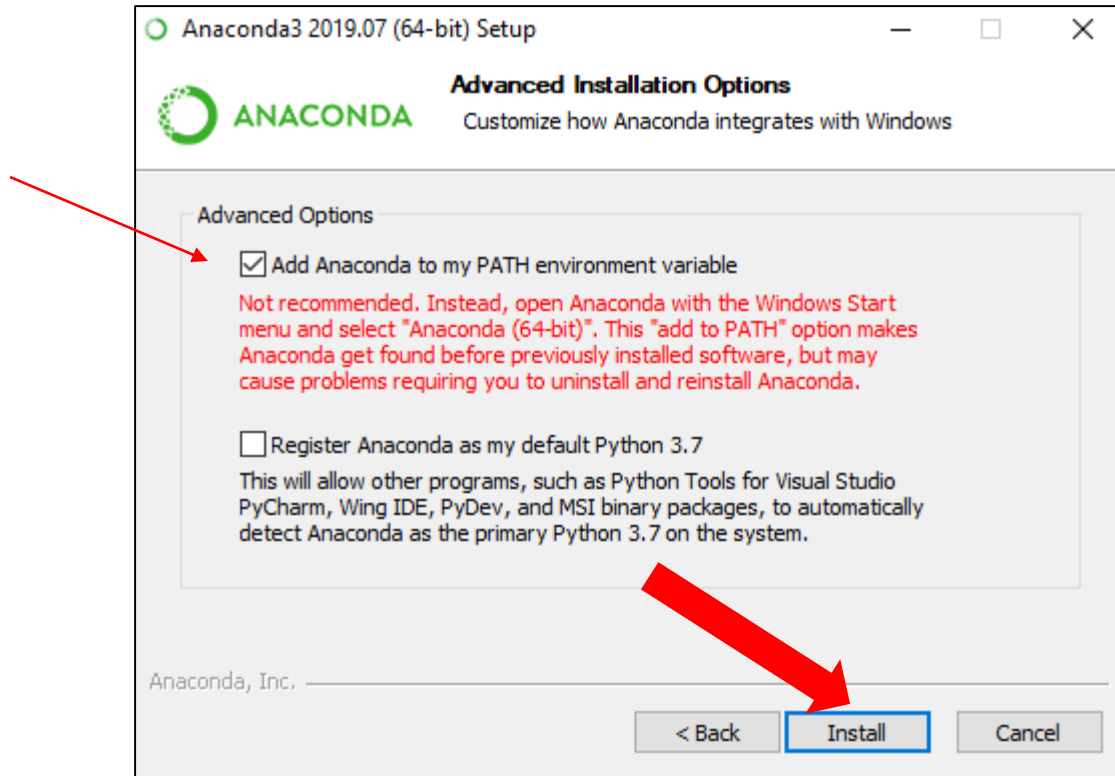 Anaconda3 2019.07 (64-bit) Setup
ANACONDA
Advanced Installation Options
Customize how Anaconda integrates with Windows
Advanced Options
Add Anaconda to my PATH environment variable
Not recommended. Instead, open Anaconda with the Windows Start
menu and select "Anaconda (64-bit)". This "add to PATH" option makes
Anaconda get found before previously installed software, but may
cause problems requiring you to uninstall and reinstall Anaconda.
Register Anaconda as my default Python 3.7
This will allow other programs, such as Python Tools for Visual Studio
PyCharm, Wing IDE, PyDev, and MSI binary packages, to automatically
detect Anaconda as the primary Python 3.7 on the system.
Anaconda, Inc.
< Back
Install
Cancel